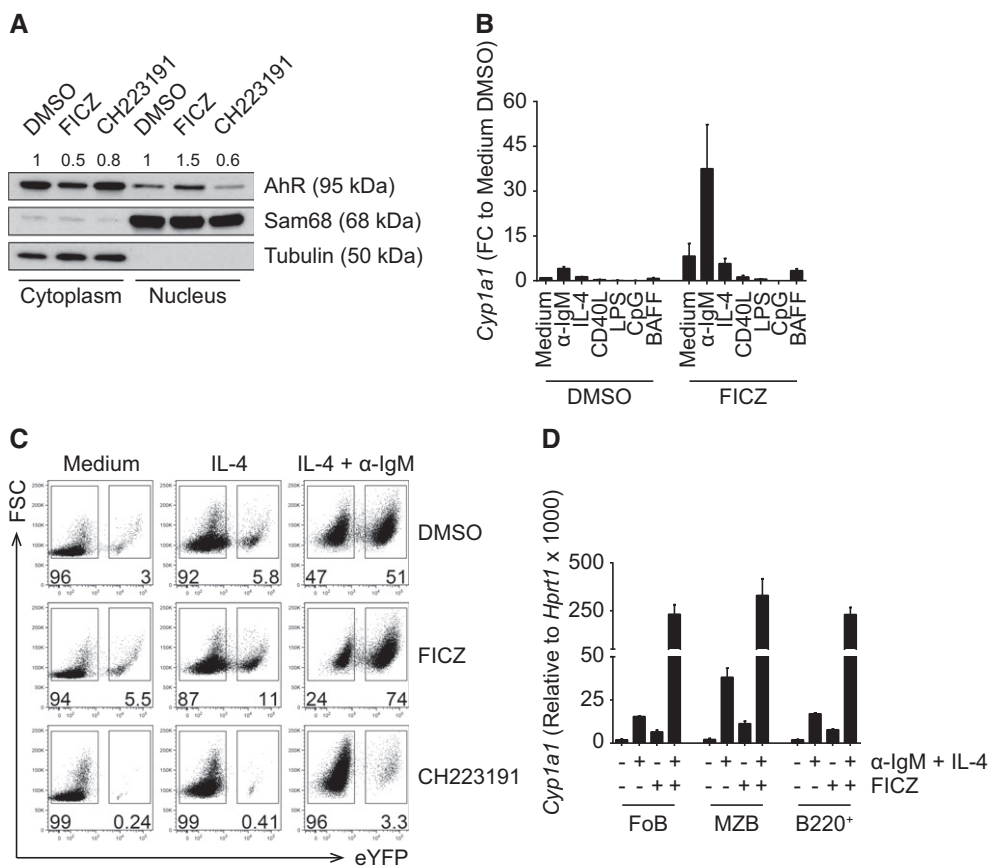 A
DMSO
FICZ
CH223191
DMSO
FICZ
CH223191
1 0.5 0.8 1 1.5 0.6
AhR (95 kDa)
Sam68 (68 kDa)
Tubulin (50 kDa)
Cytoplasm Nucleus
B
Cyp1a1 (FC to Medium DMSO)
60
45
30
15
0
Medium
α-IgM
IL-4
CD40L
LPS
CpG
BAFF
Medium
α-IgM
IL-4
CD40L
LPS
CpG
BAFF
DMSO FICZ
C
Medium IL-4 IL-4 + α-IgM
FSC
DMSO
96 3 92 5.8 47 51
FICZ
94 5.5 87 11 24 74
CH223191
99 0.24 99 0.41 96 3.3
eYFP
D
Cyp1a1 (Relative to Hprt1 x 1000)
500
250
50
25
0
- + - + - + - + - + - + α-IgM + IL-4
- - + + - - + + - - + + FICZ
FoB MZB B220+